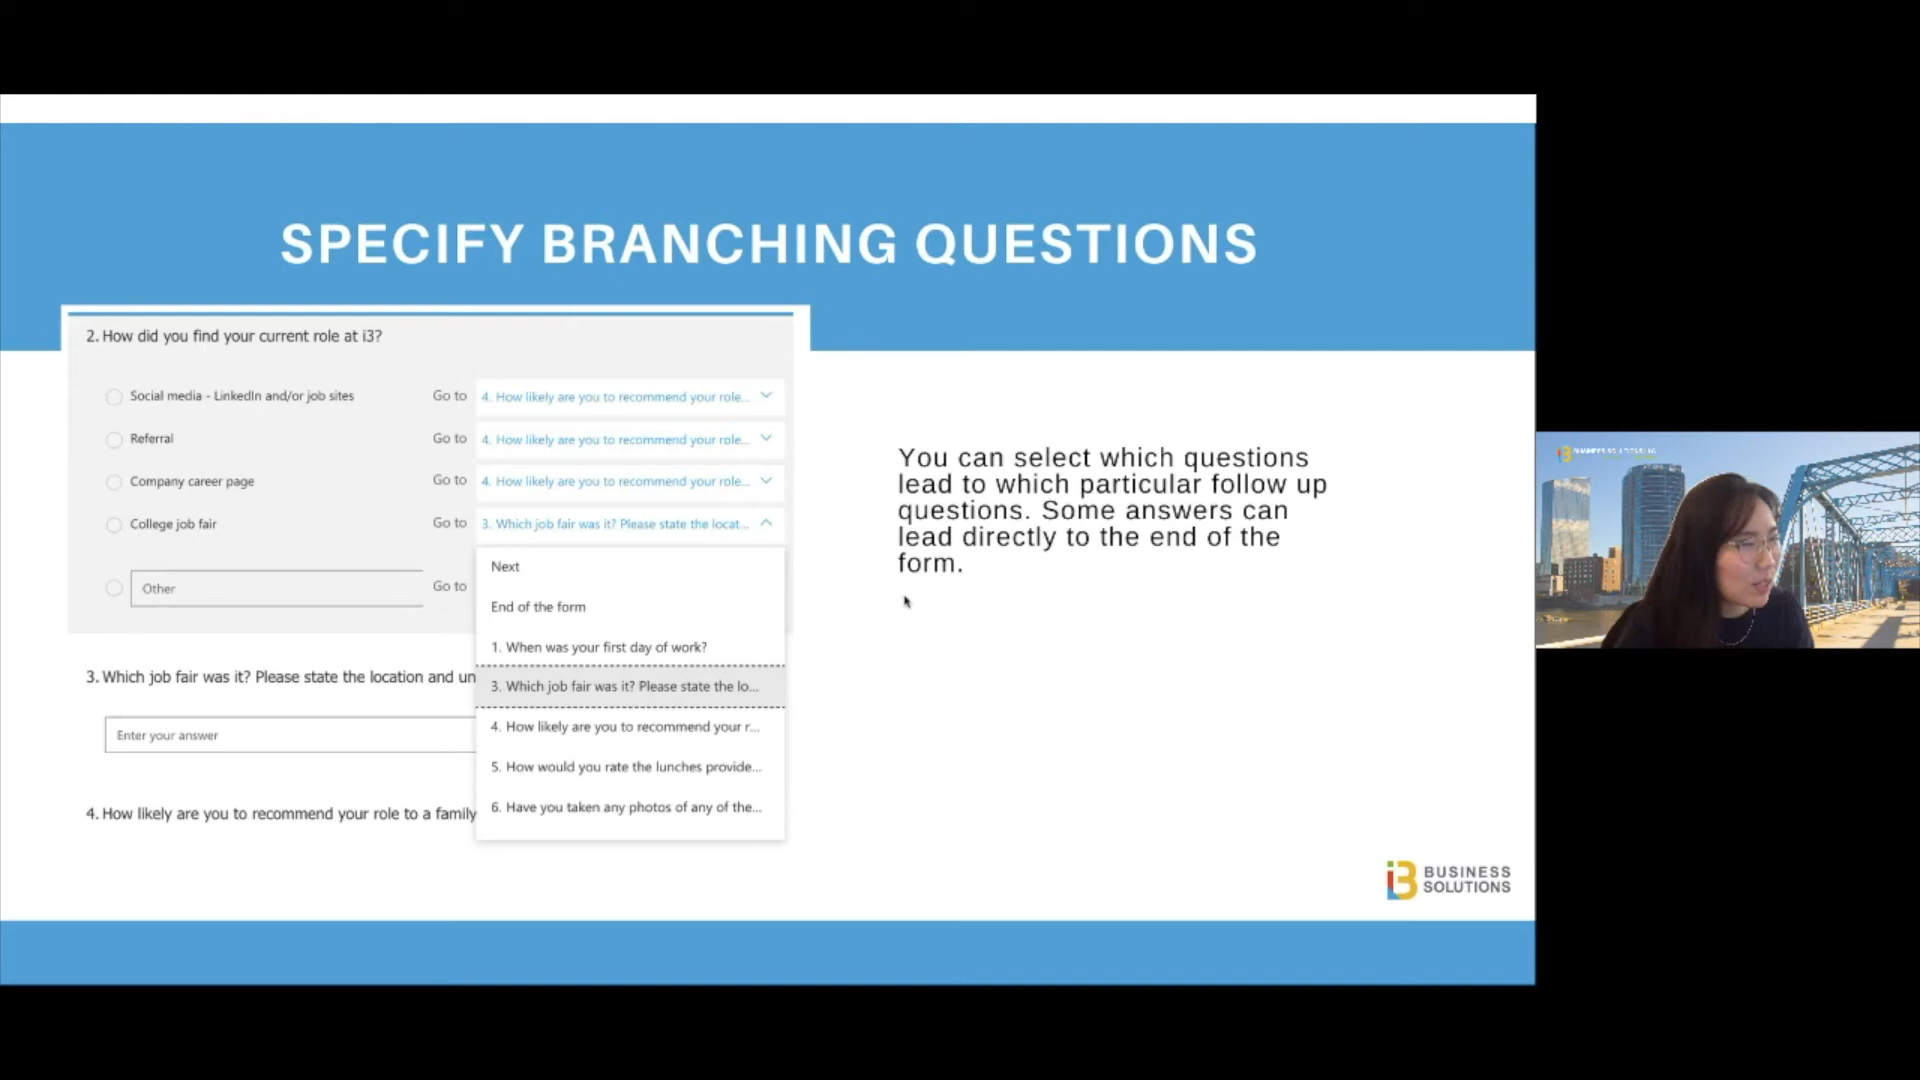 SPECIFY BRANCHING QUESTIONS
2. How did you find your current role at i3?
Social media - LinkedIn and/or job sites Go to 4. How likely are you to recommend your role...
Referral Go to 4. How likely are you to recommend your role...
Company career page Go to 4. How likely are you to recommend your role...
College job fair Go to 3. Which job fair was it? Please state the locat...
Other Go to
Next
End of the form
1. When was your first day of work?
3. Which job fair was it? Please state the lo...
4. How likely are you to recommend your r...
5. How would you rate the lunches provide...
6. Have you taken any photos of any of the...
3. Which job fair was it? Please state the location and un
Enter your answer
4. How likely are you to recommend your role to a family
You can select which questions
lead to which particular follow up
questions. Some answers can
lead directly to the end of the
form.
i3 BUSINESS
SOLUTIONS